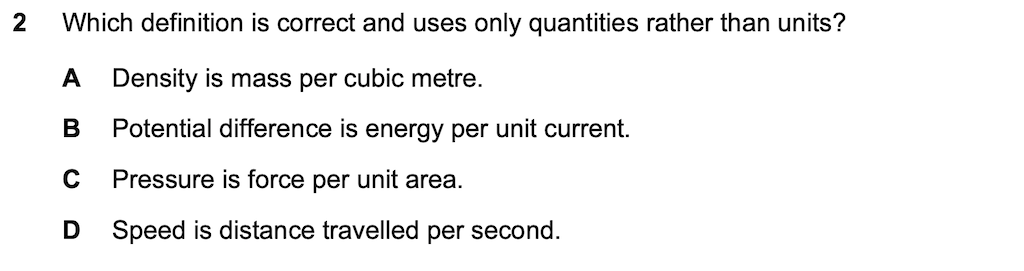 2 Which definition is correct and uses only quantities rather than units?
A Density is mass per cubic metre.
B Potential difference is energy per unit current.
C Pressure is force per unit area.
D Speed is distance travelled per second.